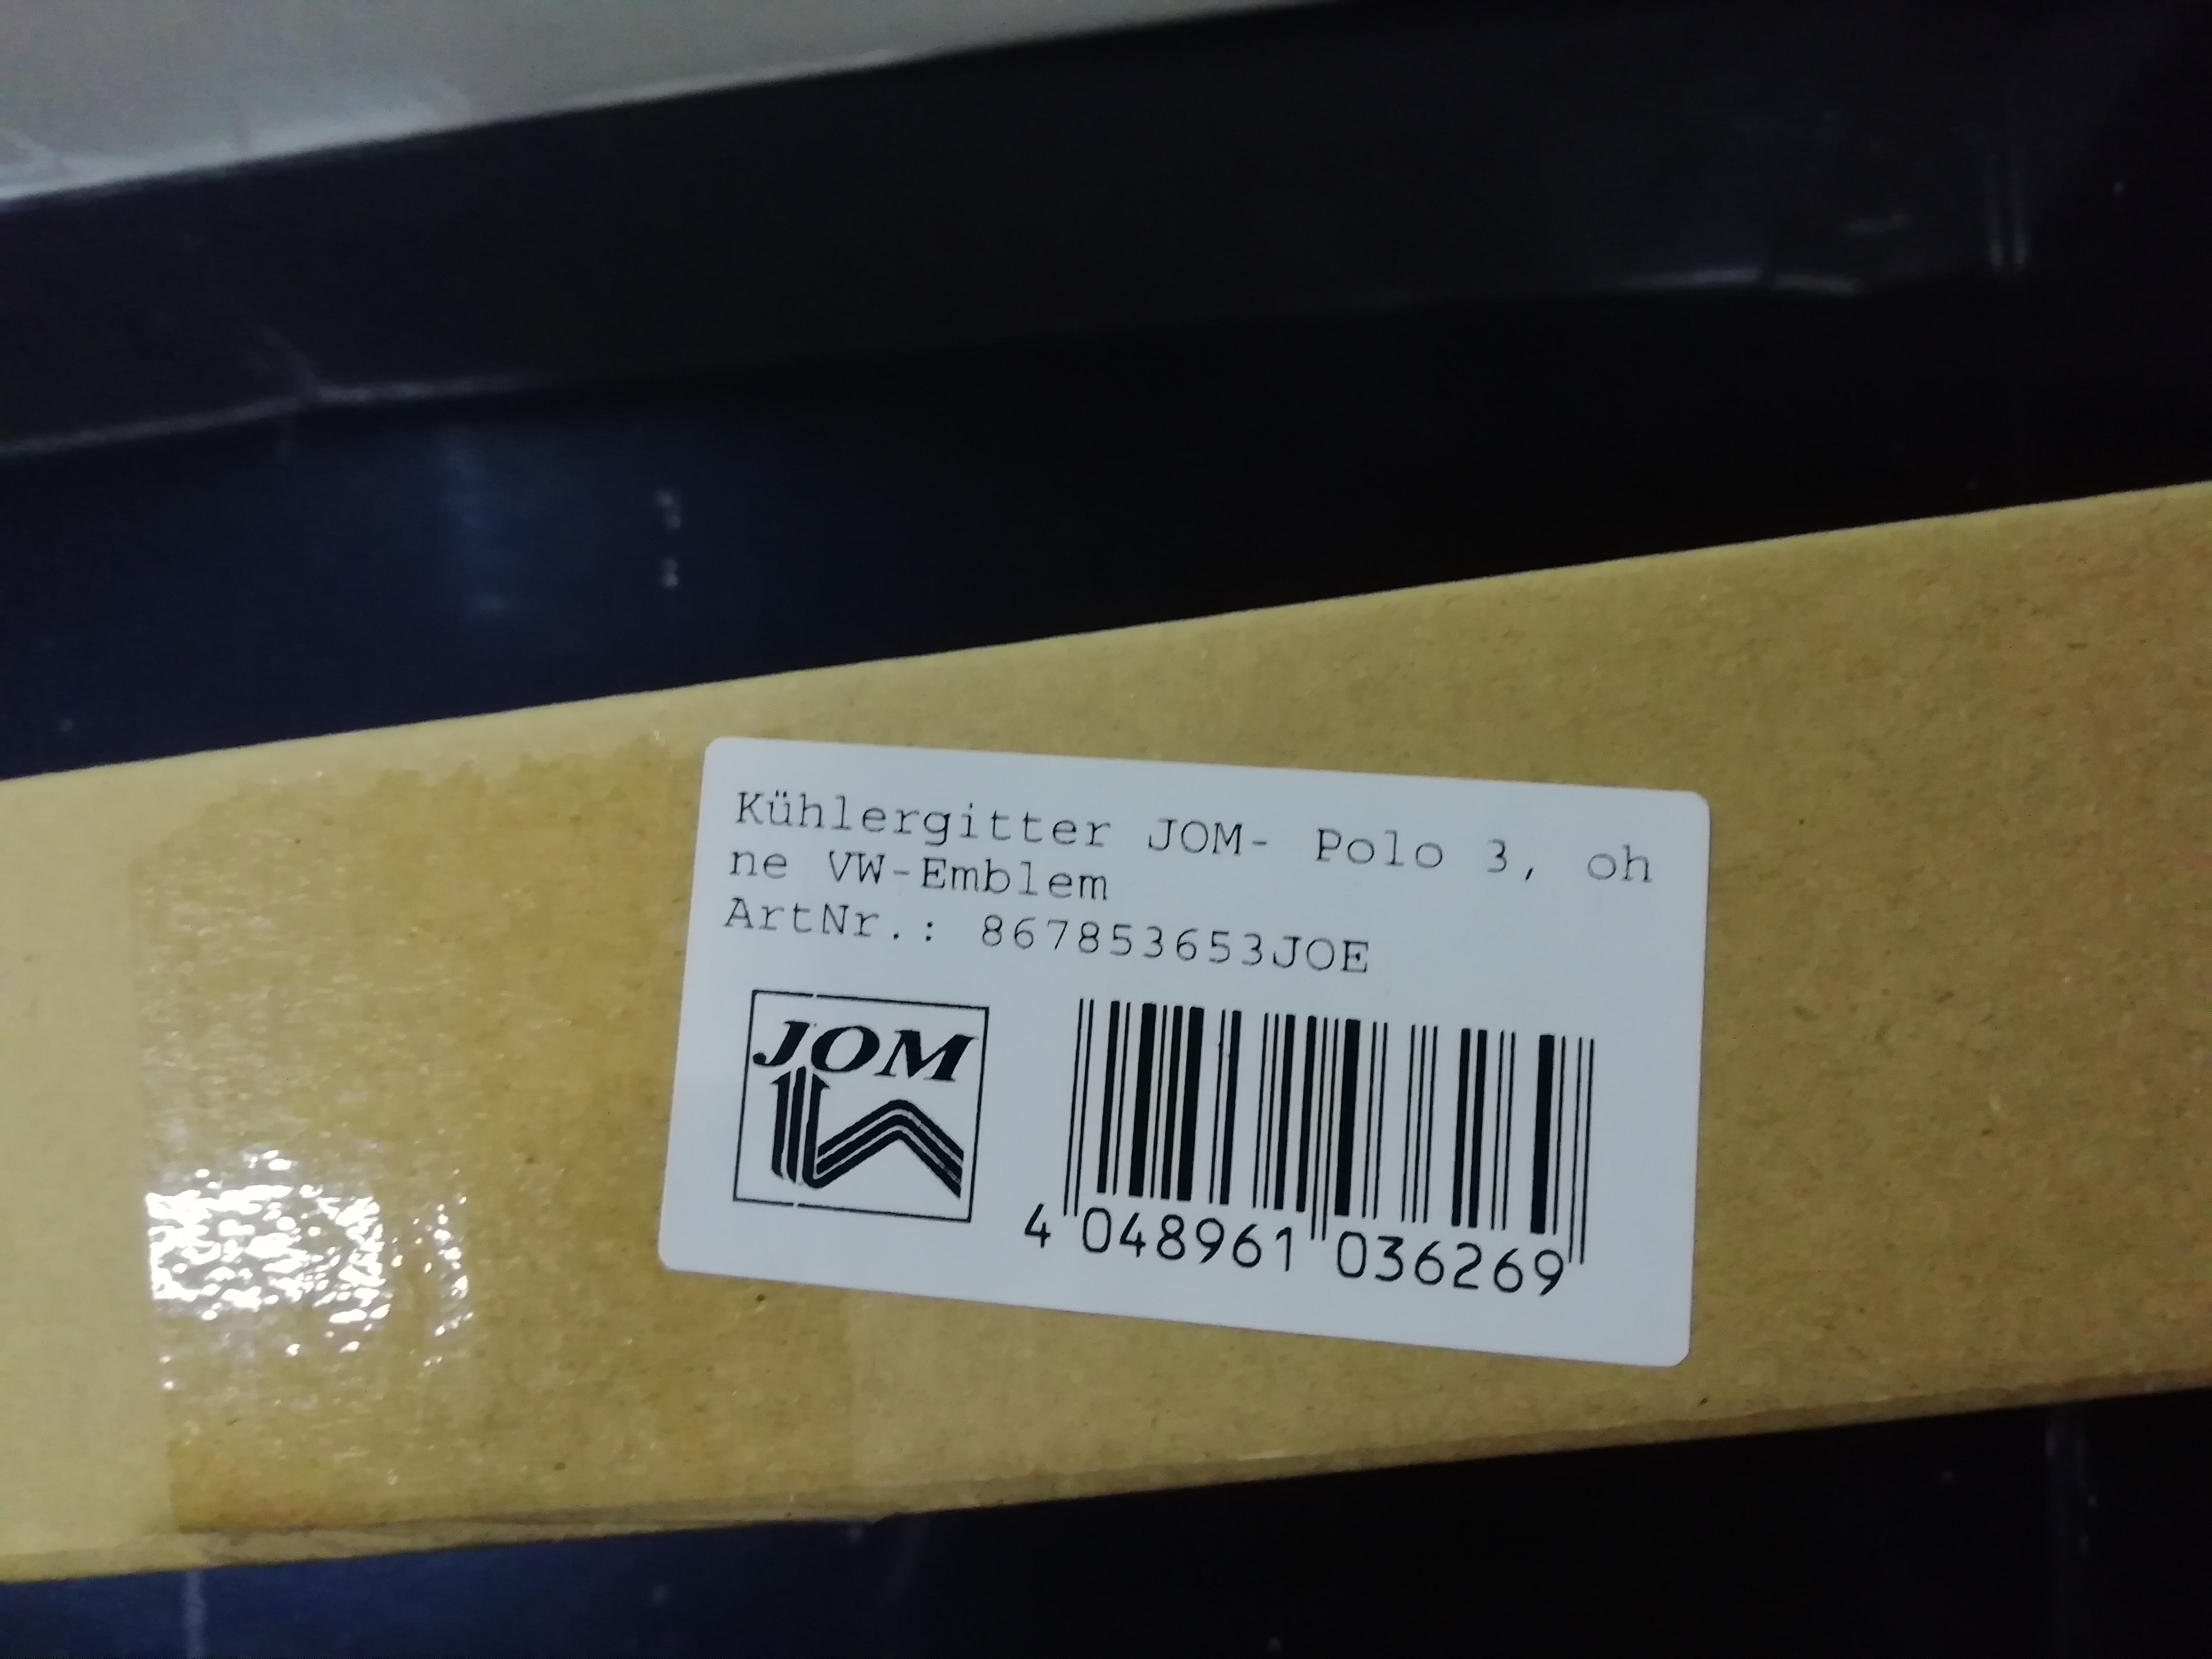 Kühlergitter JOM- Polo 3, oh
ne VW-Emblem
ArtNr.: 867853653JOE
JOM
4 048961 036269